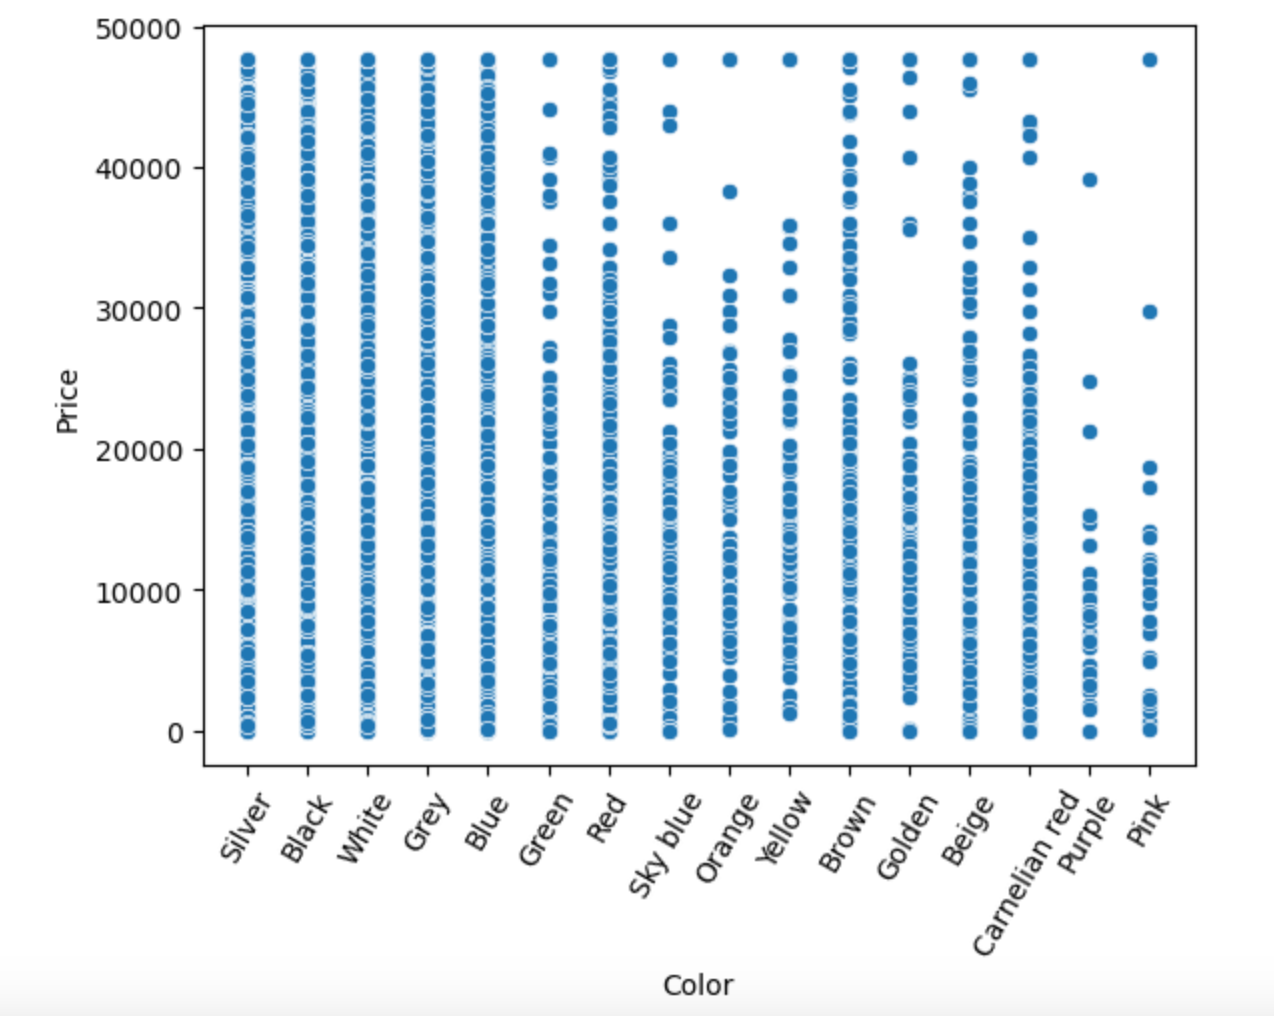 50000
40000
30000
20000
10000
0
Price
Silver
Black
White
Grey
Blue
Green
Red
Sky blue
Orange
Yellow
Brown
Golden
Beige
Carnelian red
Purple
Pink
Color